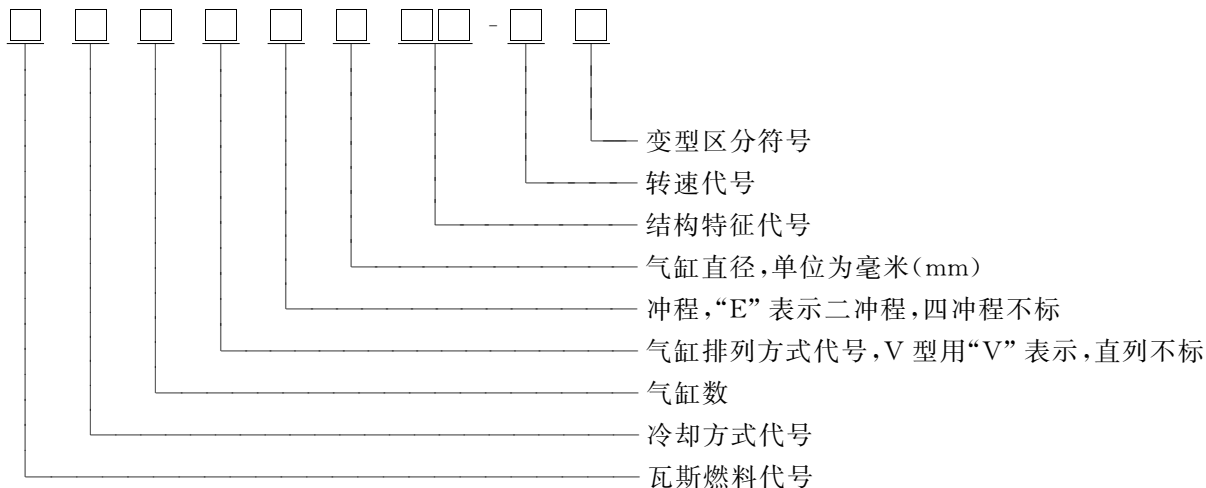 □ □ □ □ □ □ □□ - □ □
变型区分符号
转速代号
结构特征代号
气缸直径,单位为毫米(mm)
冲程,“E”表示二冲程,四冲程不标
气缸排列方式代号,V 型用“V”表示,直列不标
气缸数
冷却方式代号
瓦斯燃料代号